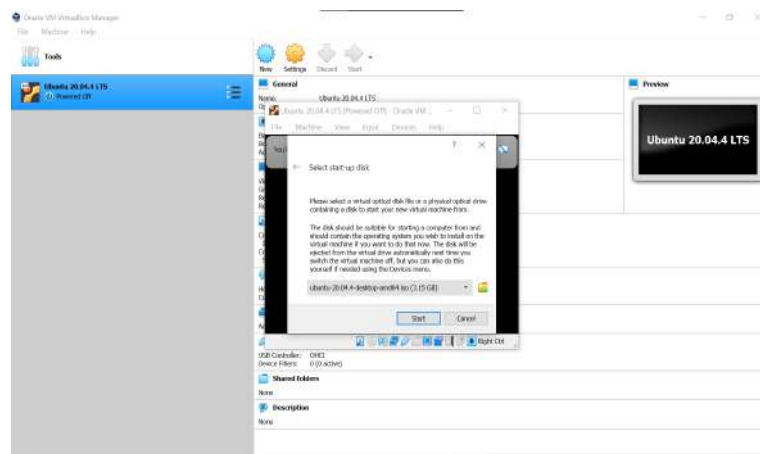 Oracle VM VirtualBox Manager
File Machine Help
Tools
New Settings Discard Start
Ubuntu 20.04.4 LTS
Powered Off
General
Name: Ubuntu 20.04.4 LTS
Preview
Ubuntu 20.04.4 LTS
Ubuntu 20.04.4 LTS [Powered Off] - Oracle VM ...
File Machine View Input Devices Help
You
? ×
Select start-up disk
Please select a virtual optical disk file or a physical optical drive
containing a disk to start your new virtual machine from.
The disk should be suitable for starting a computer from and
should contain the operating system you wish to install on the
virtual machine if you want to do that now. The disk will be
ejected from the virtual drive automatically next time you
switch the virtual machine off, but you can also do this
yourself if needed using the Devices menu.
ubuntu-20.04.4-desktop-amd64.iso (3.15 GB)
Start Cancel
Right Ctrl
USB Controller: OHCI
Device Filters: 0 (0 active)
Shared folders
None
Description
None